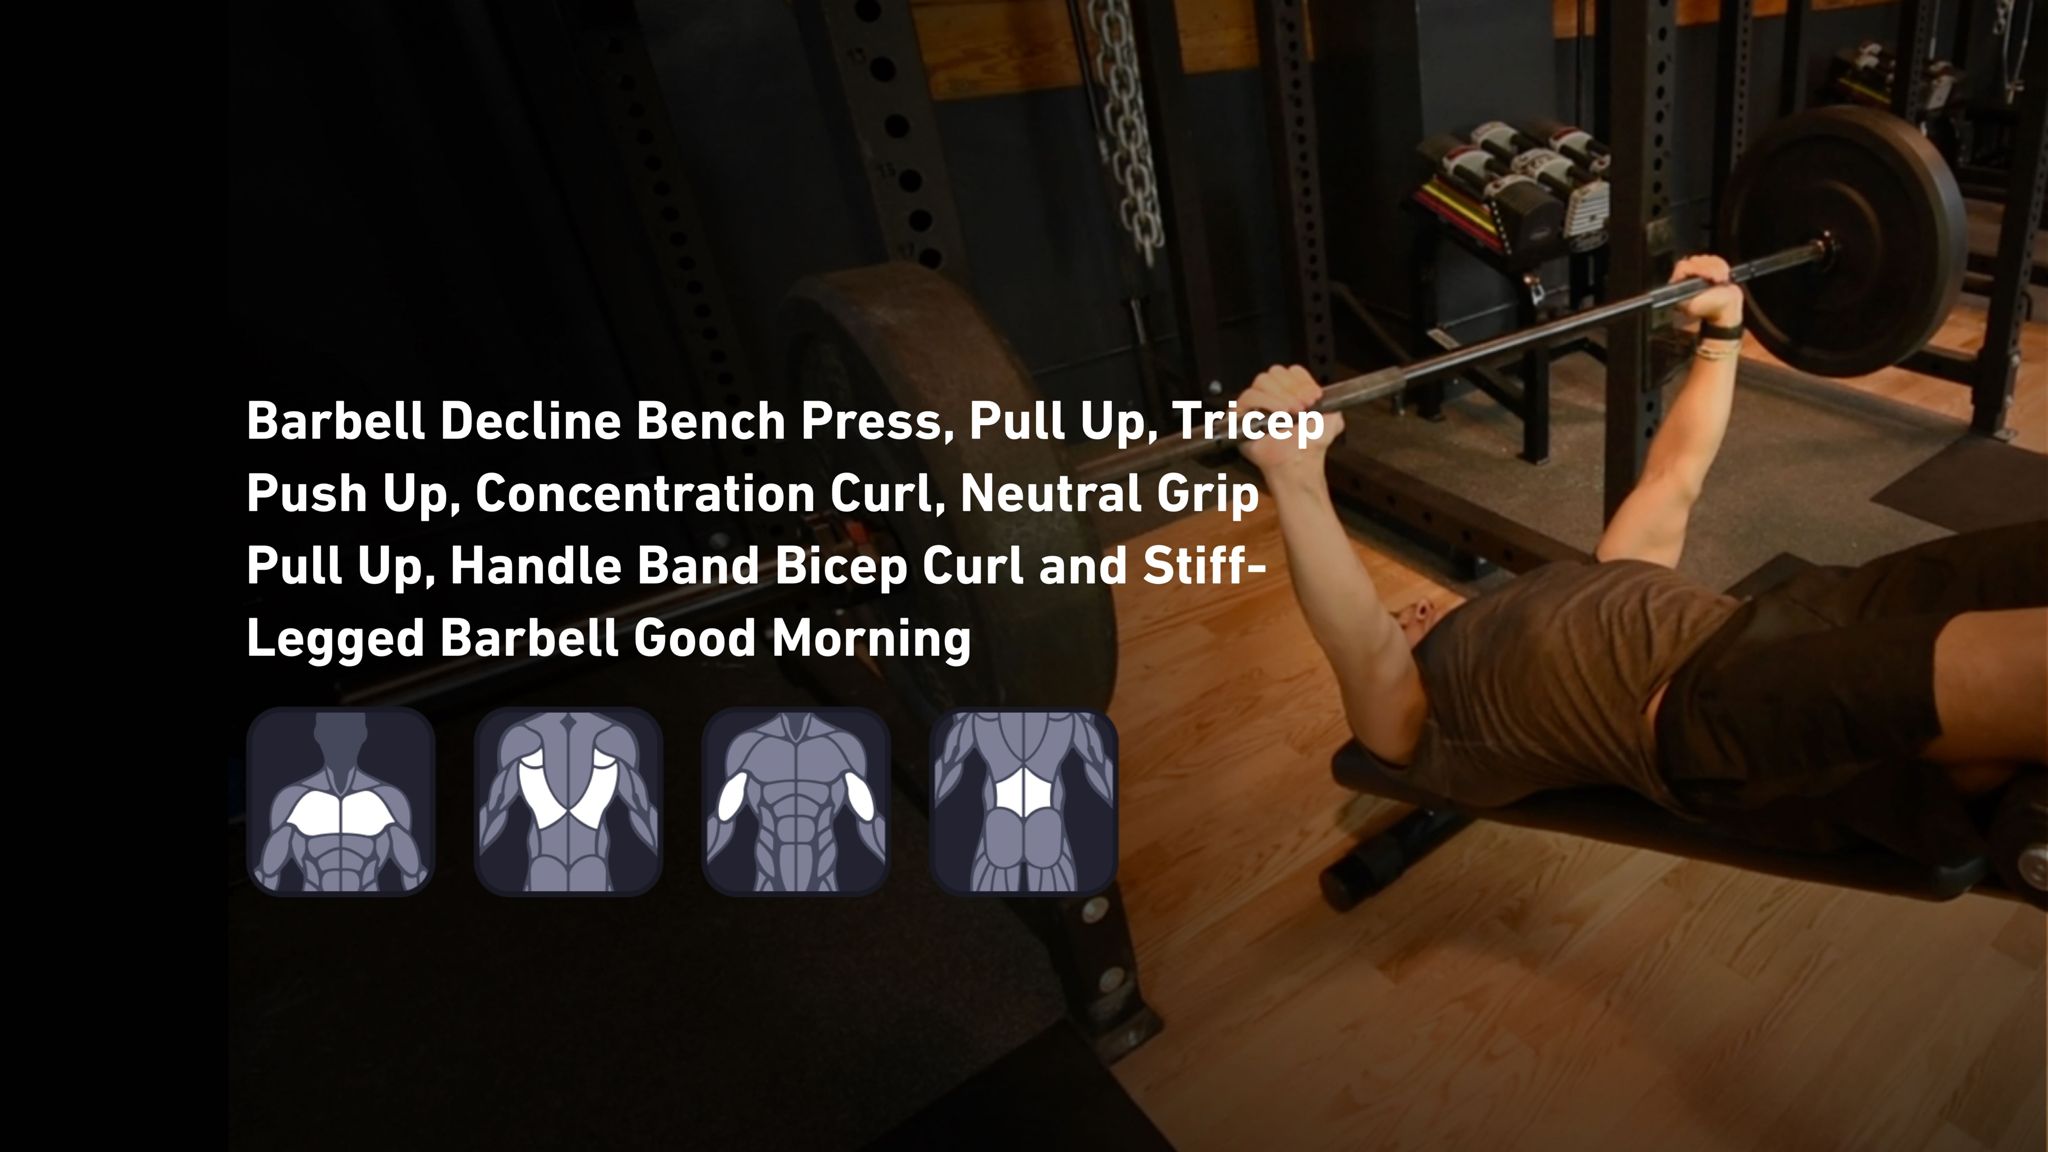 Barbell Decline Bench Press, Pull Up, Tricep
Push Up, Concentration Curl, Neutral Grip
Pull Up, Handle Band Bicep Curl and Stiff-
Legged Barbell Good Morning